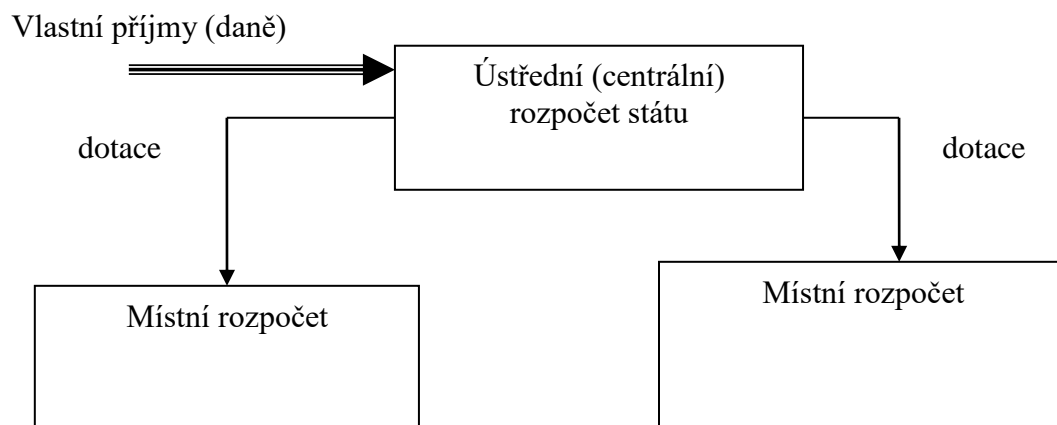 Vlastní příjmy (daně)
Ústřední (centrální)
rozpočet státu
dotace
dotace
Místní rozpočet
Místní rozpočet